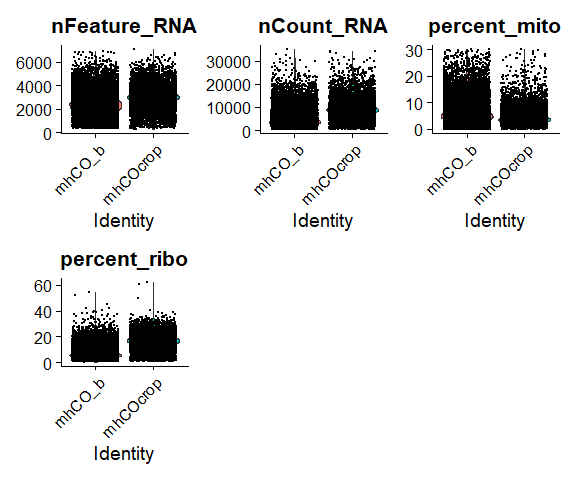 nFeature_RNA
6000
4000
2000
0
mhCO_b
mhCOcrop
Identity
nCount_RNA
30000
20000
10000
0
mhCO_b
mhCOcrop
Identity
percent_mito
30
20
10
0
mhCO_b
mhCOcrop
Identity
percent_ribo
60
40
20
0
mhCO_b
mhCOcrop
Identity